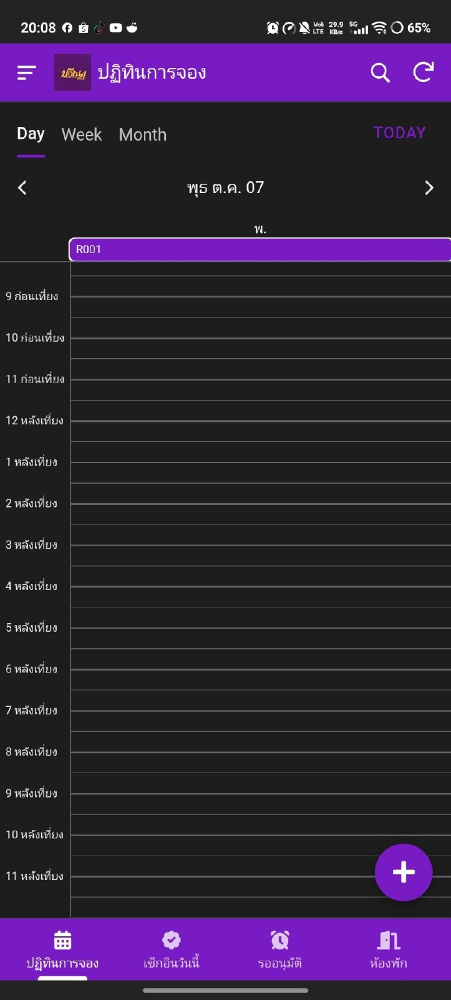 20:08 Vo) LTE 29.9 KB/s 5G 65%
ปฏิทินการจอง
Day Week Month TODAY
พุธ ต.ค. 07
พ.
R001
9 ก่อนเที่ยง
10 ก่อนเที่ยง
11 ก่อนเที่ยง
12 หลังเที่ยง
1 หลังเที่ยง
2 หลังเที่ยง
3 หลังเที่ยง
4 หลังเที่ยง
5 หลังเที่ยง
6 หลังเที่ยง
7 หลังเที่ยง
8 หลังเที่ยง
9 หลังเที่ยง
10 หลังเที่ยง
11 หลังเที่ยง
ปฏิทินการจอง เช็กอินวันนี้ รออนุมัติ ห้องพัก